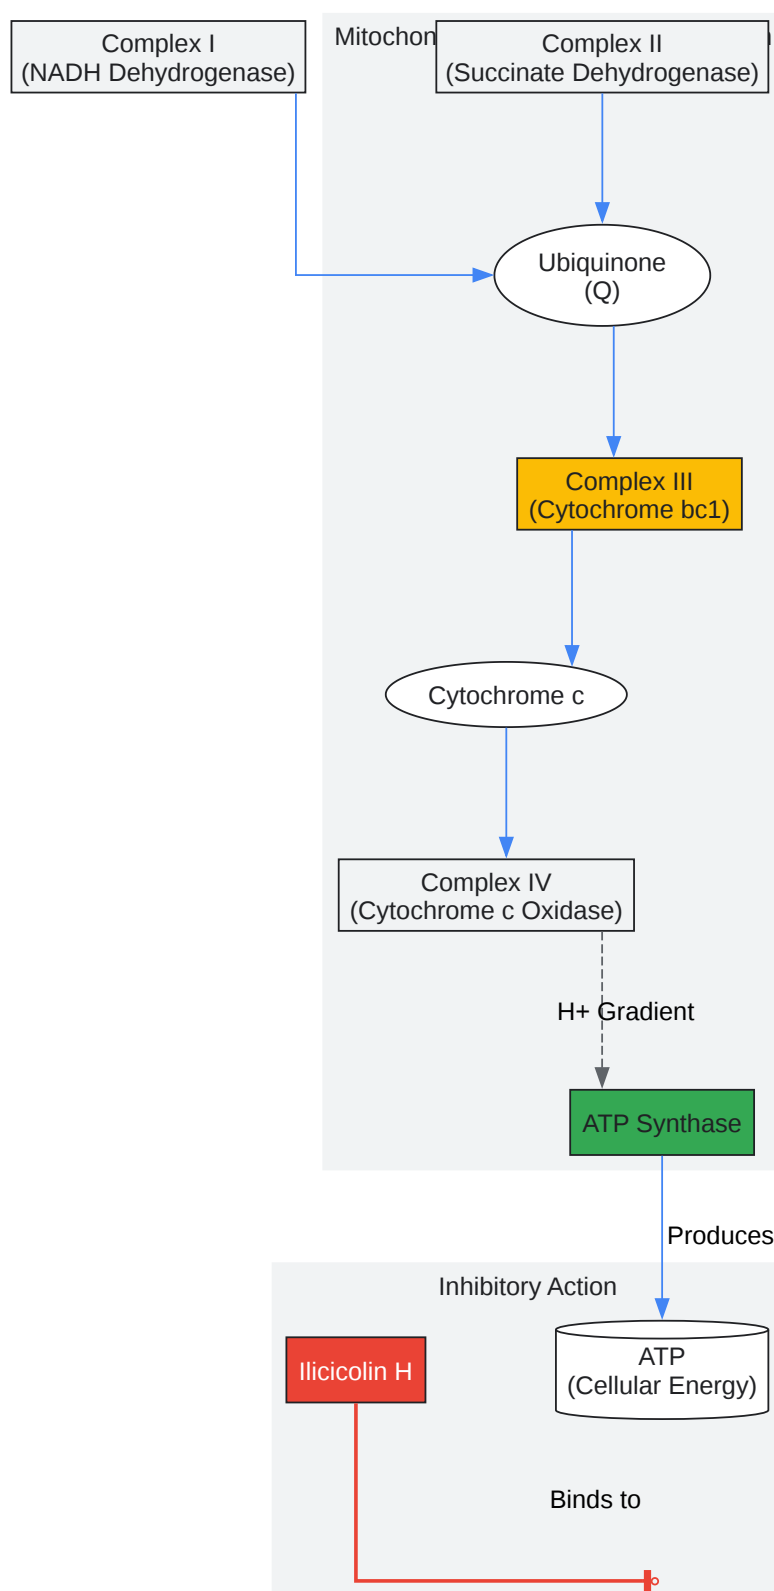 Complex I
(NADH Dehydrogenase)
Complex II
(Succinate Dehydrogenase)
Ubiquinone
(Q)
Complex III
(Cytochrome bc1)
Cytochrome c
Complex IV
(Cytochrome c Oxidase)
H+ Gradient
ATP Synthase
Produces
Inhibitory Action
Ilicicolin H
ATP
(Cellular Energy)
Binds to